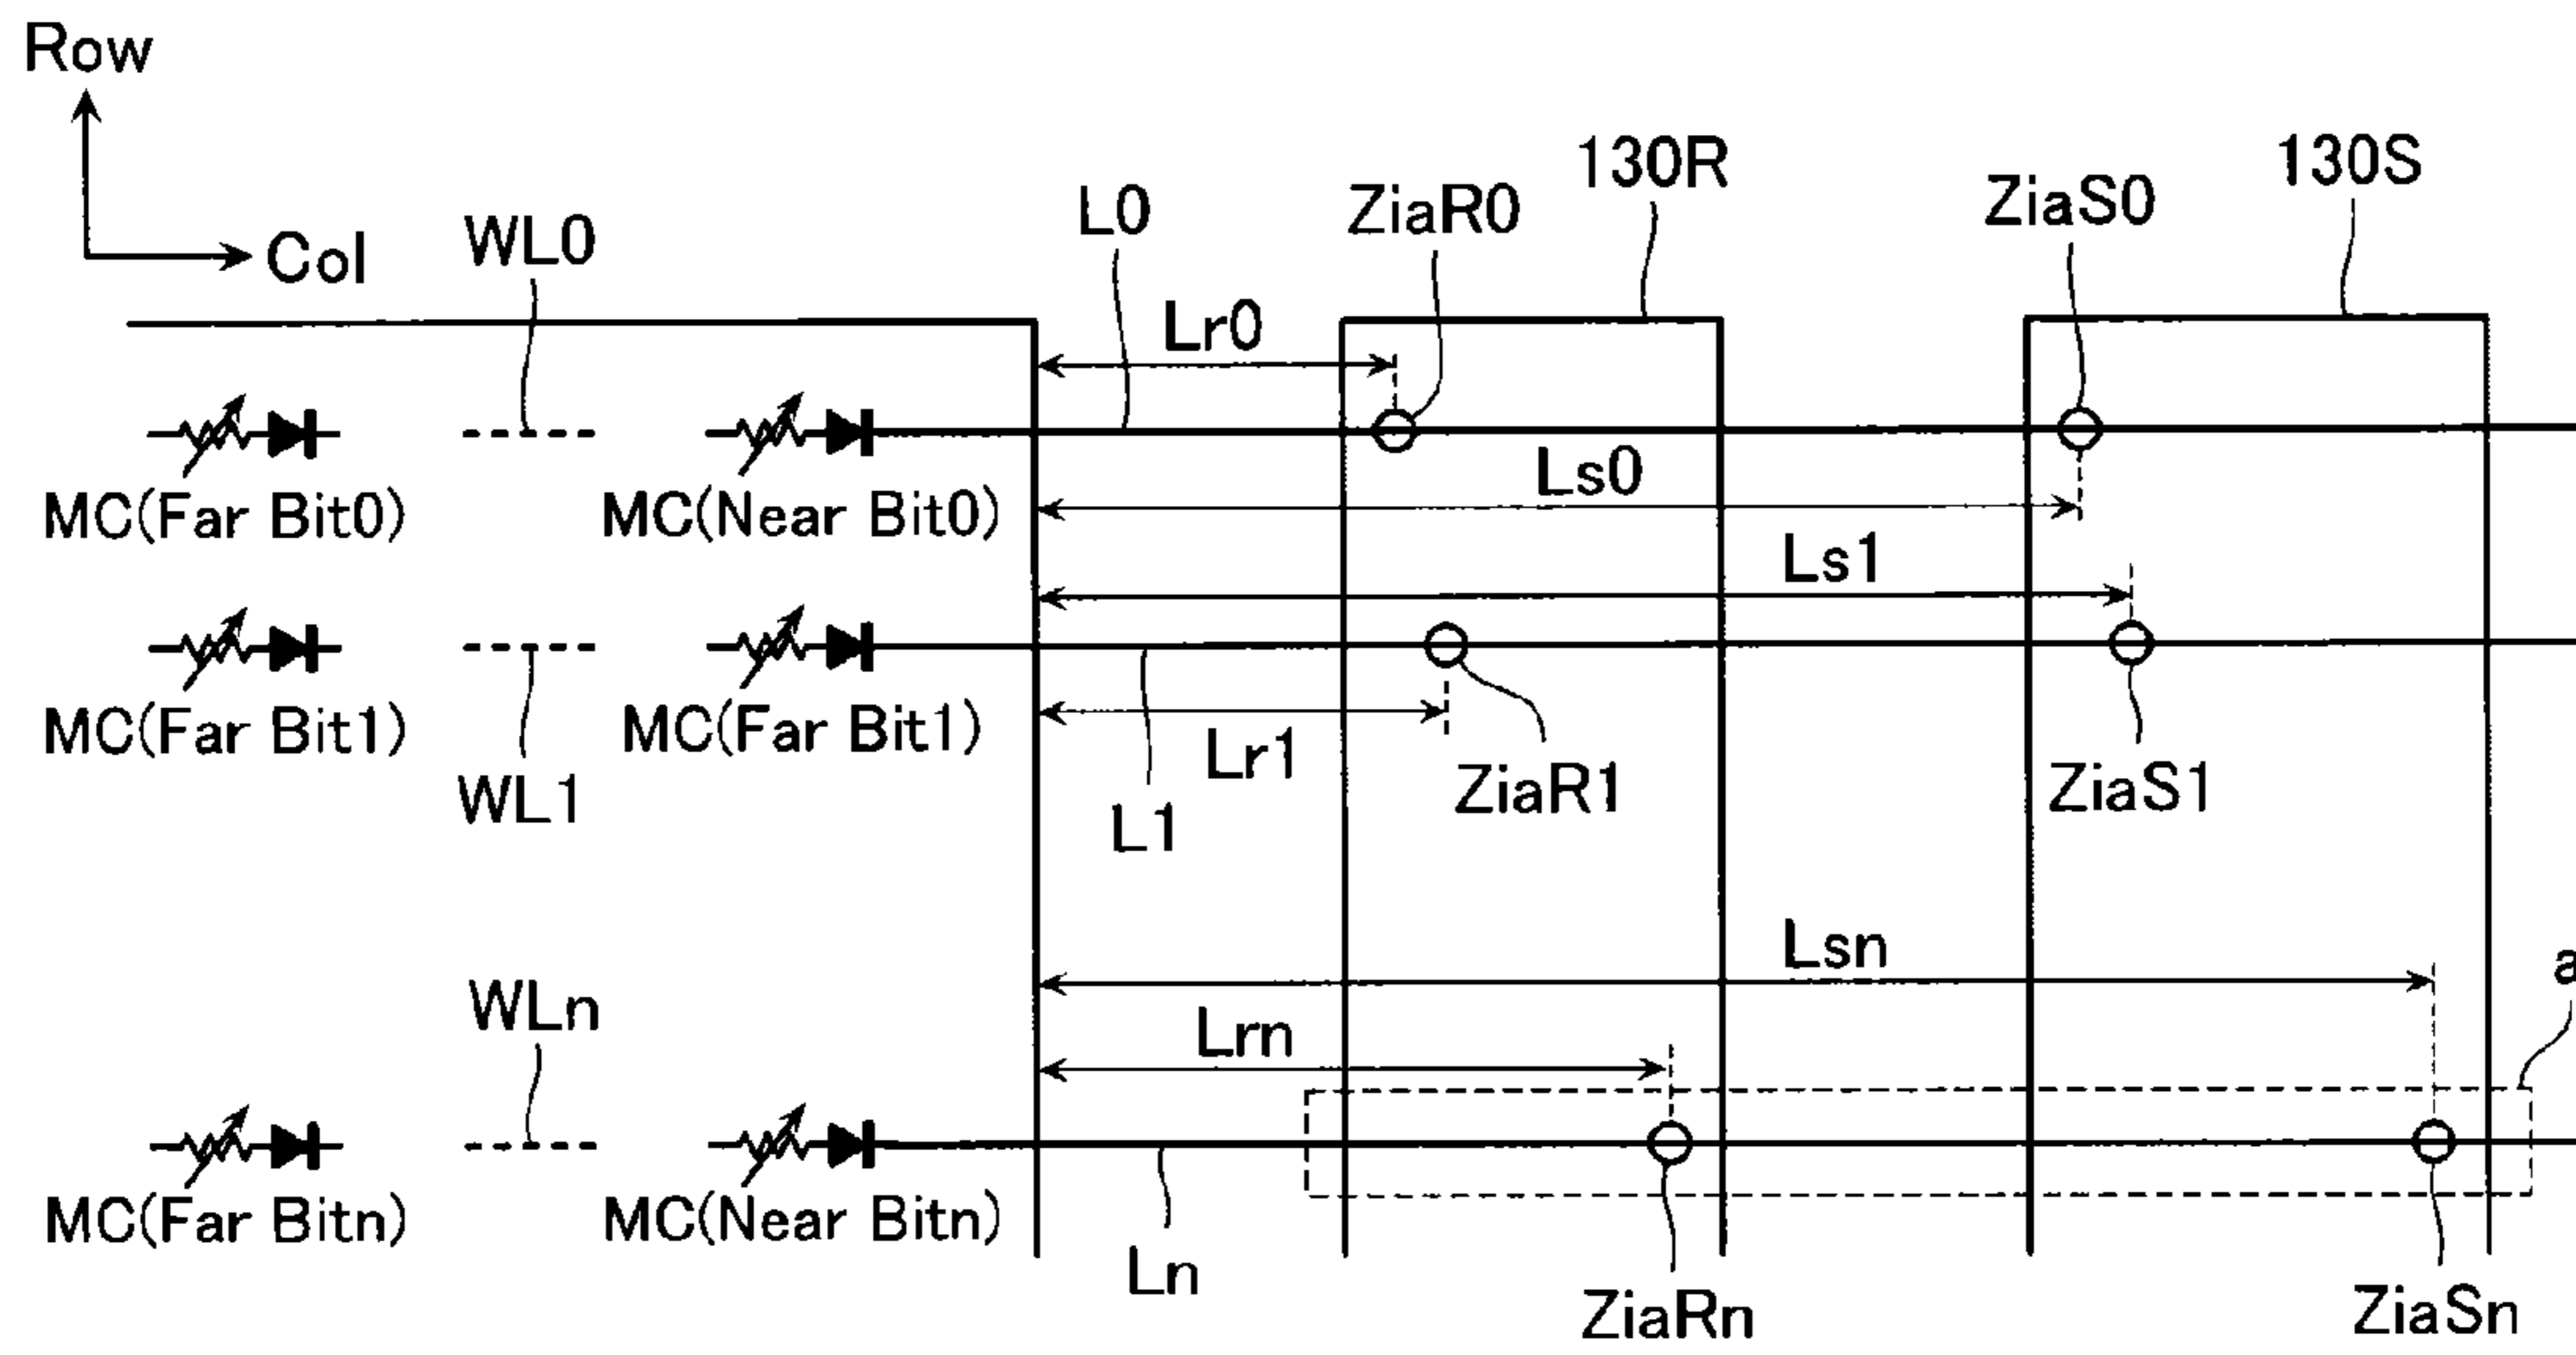 Row
Col
WL0
L0
ZiaR0
130R
ZiaS0
130S
Lr0
Ls0
MC(Far Bit0)
MC(Near Bit0)
Ls1
MC(Far Bit1)
MC(Far Bit1)
WL1
Lr1
L1
ZiaR1
ZiaS1
Lsn
a
WLn
Lrn
MC(Far Bitn)
MC(Near Bitn)
Ln
ZiaRn
ZiaSn